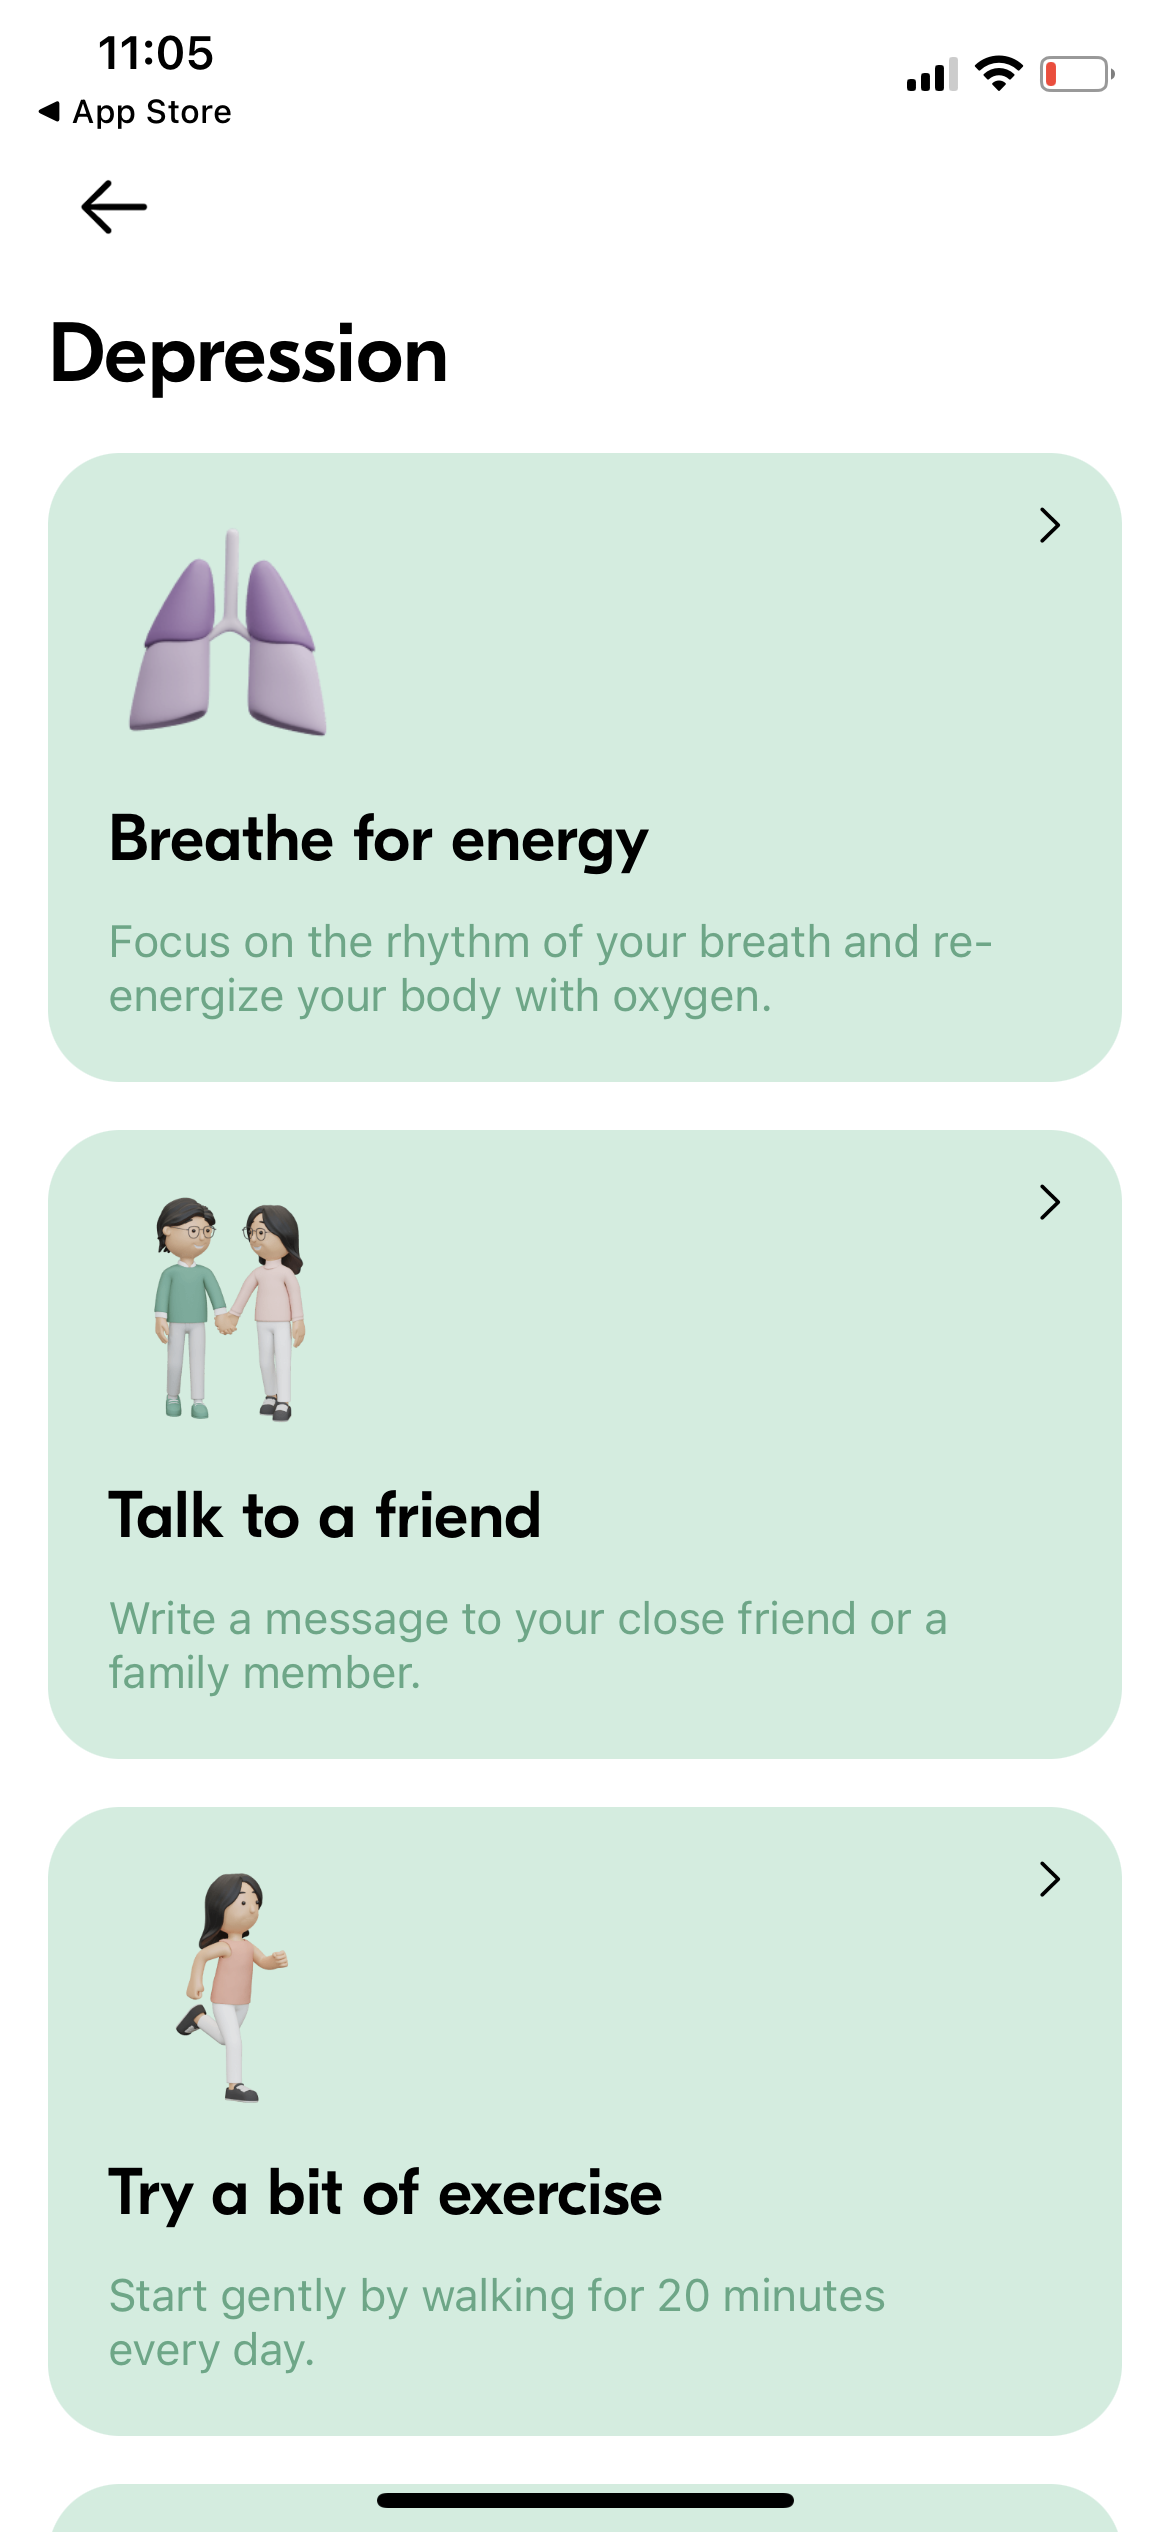 11:05
App Store
Depression
Breathe for energy
Focus on the rhythm of your breath and re-
energize your body with oxygen.
Talk to a friend
Write a message to your close friend or a
family member.
Try a bit of exercise
Start gently by walking for 20 minutes
every day.